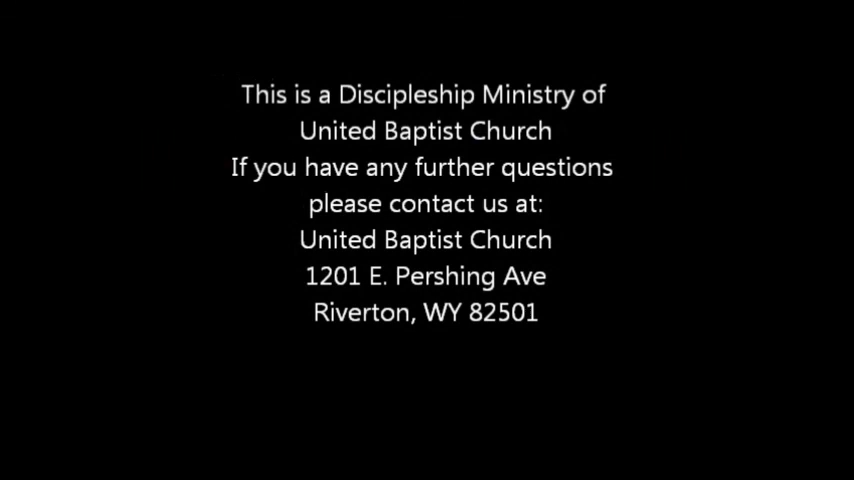 This is a Discipleship Ministry of
United Baptist Church
If you have any further questions
please contact us at:
United Baptist Church
1201 E. Pershing Ave
Riverton, WY 82501